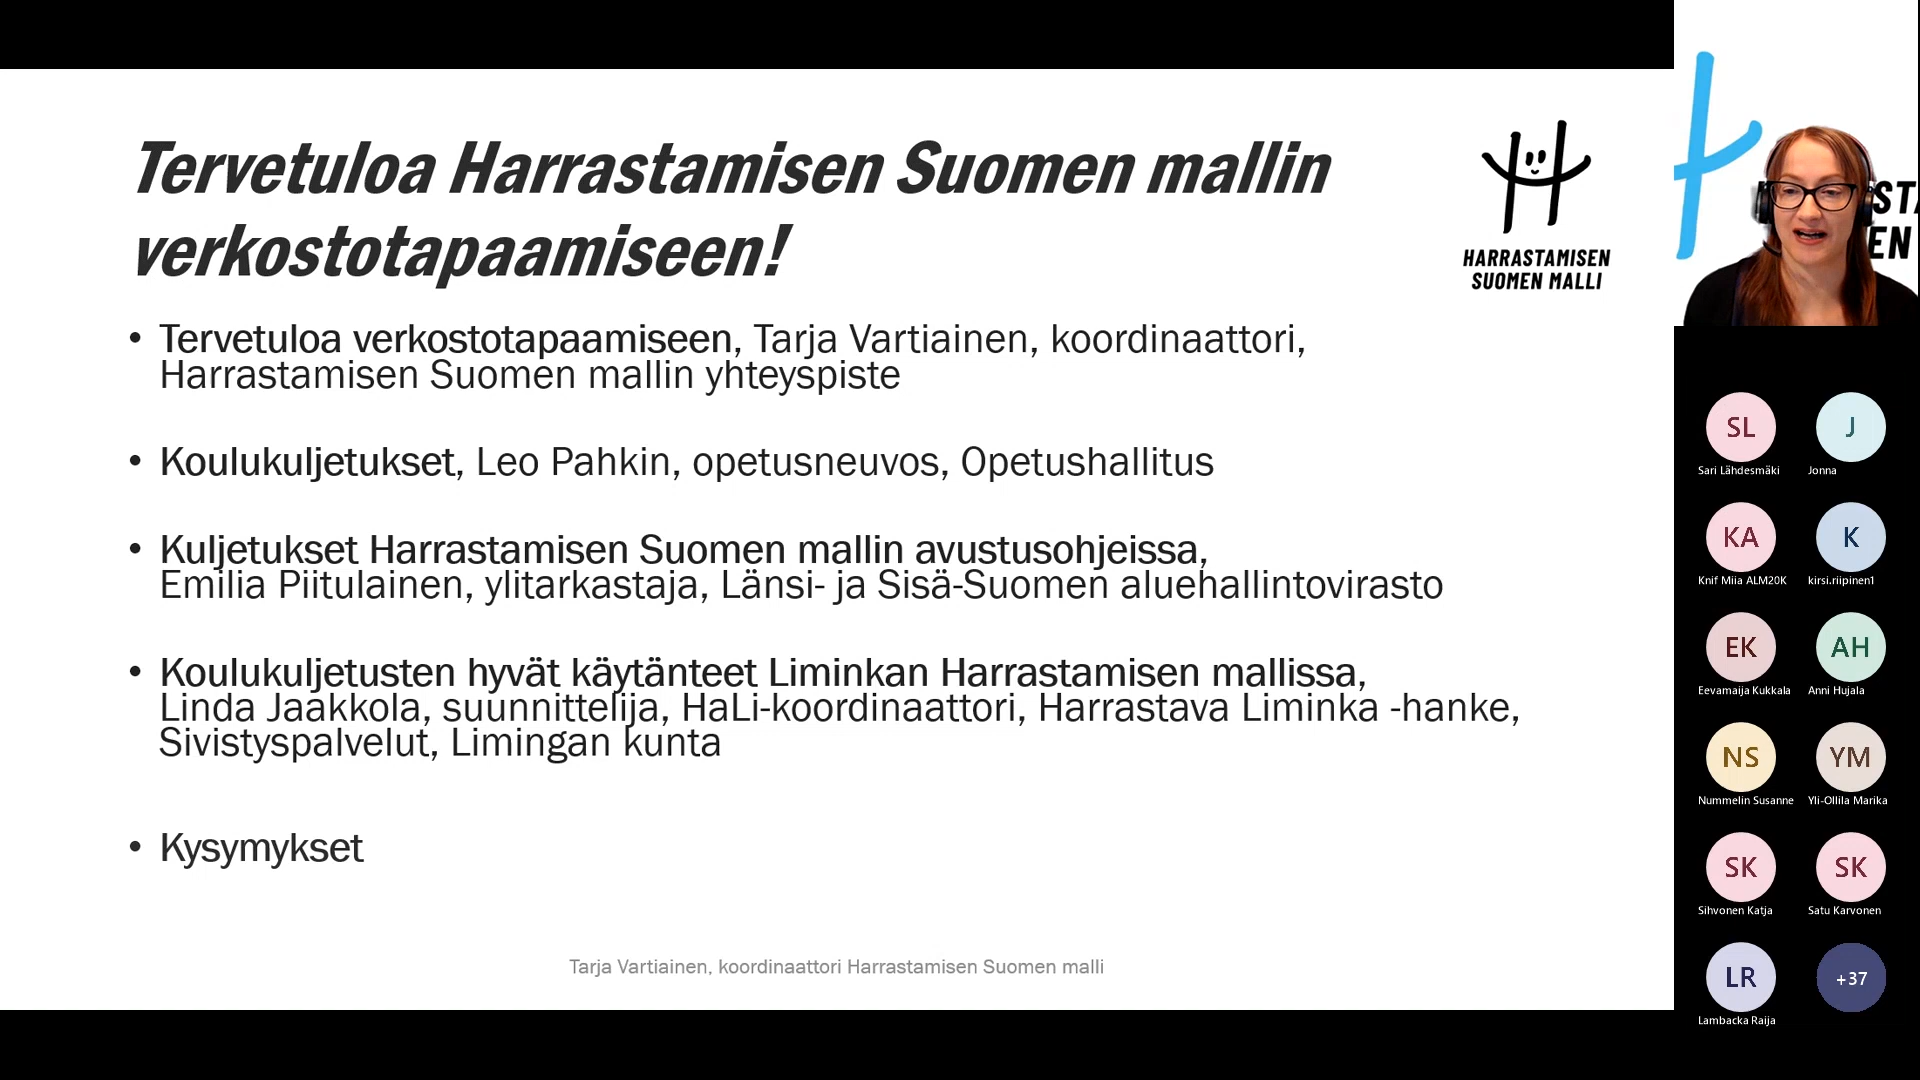 Tervetuloa Harrastamisen Suomen mallin
verkostotapaamiseen!
HARRASTAMISEN
SUOMEN MALLI
• Tervetuloa verkostotapaamiseen, Tarja Vartiainen, koordinaattori,
Harrastamisen Suomen mallin yhteyspiste
• Koulukuljetukset, Leo Pahkin, opetusneuvos, Opetushallitus
• Kuljetukset Harrastamisen Suomen mallin avustusohjeissa,
Emilia Piitulainen, ylitarkastaja, Länsi- ja Sisä-Suomen aluehallintovirasto
• Koulukuljetusten hyvät käytänteet Liminkan Harrastamisen mallissa,
Linda Jaakkola, suunnittelija, HaLi-koordinaattori, Harrastava Liminka -hanke,
Sivistyspalvelut, Limingan kunta
• Kysymykset
Tarja Vartiainen, koordinaattori Harrastamisen Suomen malli
SL
Sari Lähdesmäki
J
Jonna
KA
Knif Miia ALM20K
K
kirsi.riipinen1
EK
Eevamaija Kukkala
AH
Anni Hujala
NS
Nummelin Susanne
YM
Yli-Ollila Marika
SK
Sihvonen Katja
SK
Satu Karvonen
LR
Lambacka Raija
+37